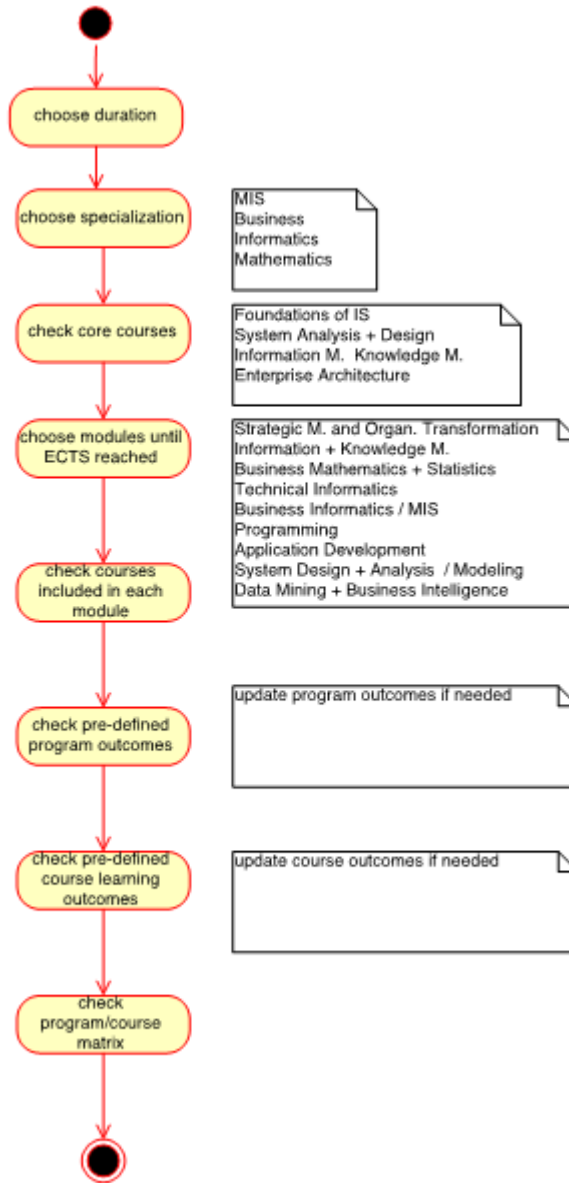 choose duration
choose specialization
MIS
Business
Informatics
Mathematics
check core courses
Foundations of IS
System Analysis + Design
Information M. Knowledge M.
Enterprise Architecture
choose modules until
ECTS reached
Strategic M. and Organ. Transformation
Information + Knowledge M.
Business Mathematics + Statistics
Technical Informatics
Business Informatics / MIS
Programming
Application Development
System Design + Analysis / Modeling
Data Mining + Business Intelligence
check courses
included in each
module
check pre-defined
program outcomes
update program outcomes if needed
check pre-defined
course learning
outcomes
update course outcomes if needed
check
program/course
matrix